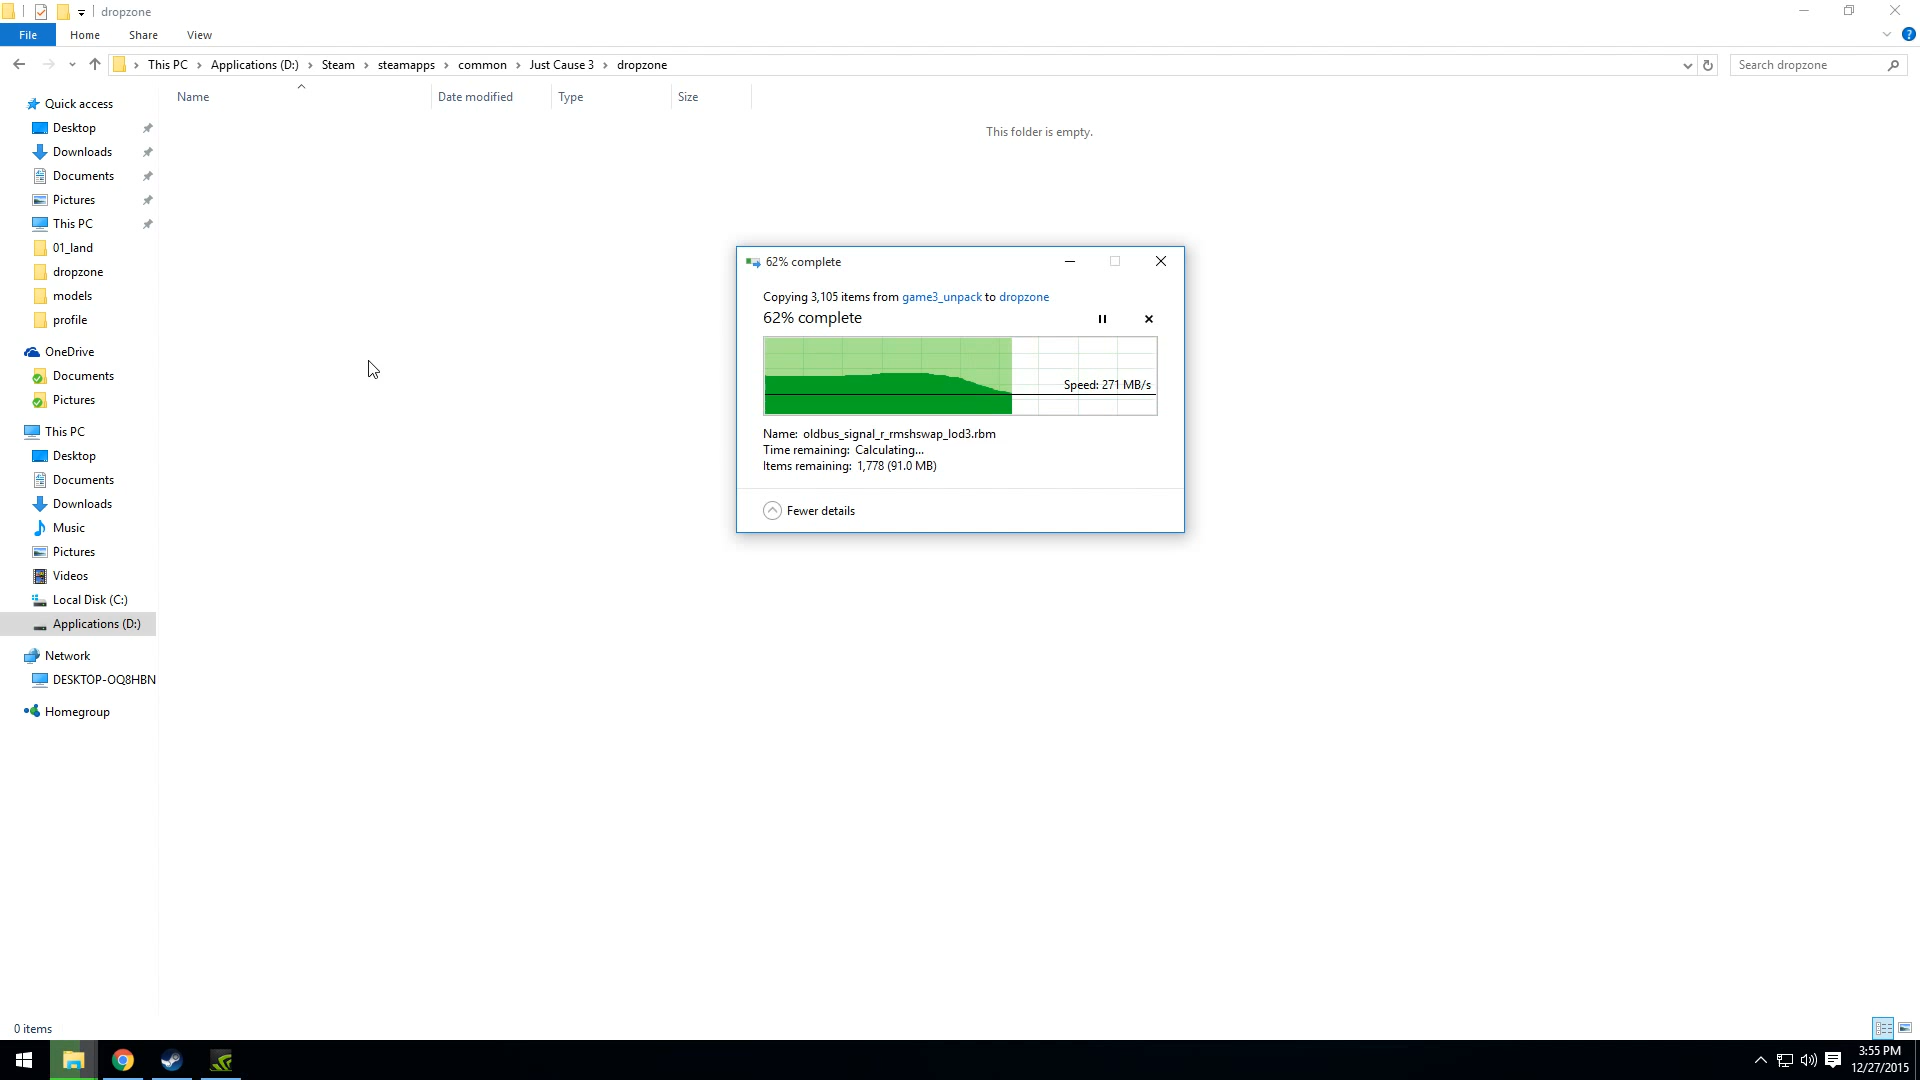 dropzone
File Home Share View
This PC Applications (D:) Steam steamapps common Just Cause 3 dropzone
Search dropzone
Name Date modified Type Size
This folder is empty.
Quick access
Desktop
Downloads
Documents
Pictures
This PC
01_land
dropzone
models
profile
OneDrive
Documents
Pictures
This PC
Desktop
Documents
Downloads
Music
Pictures
Videos
Local Disk (C:)
Applications (D:)
Network
DESKTOP-OQ8HBN
Homegroup
62% complete
Copying 3,105 items from game3_unpack to dropzone
62% complete
Speed: 271 MB/s
Name: oldbus_signal_r_rmshswap_lod3.rbm
Time remaining: Calculating...
Items remaining: 1,778 (91.0 MB)
Fewer details
0 items
3:55 PM
12/27/2015